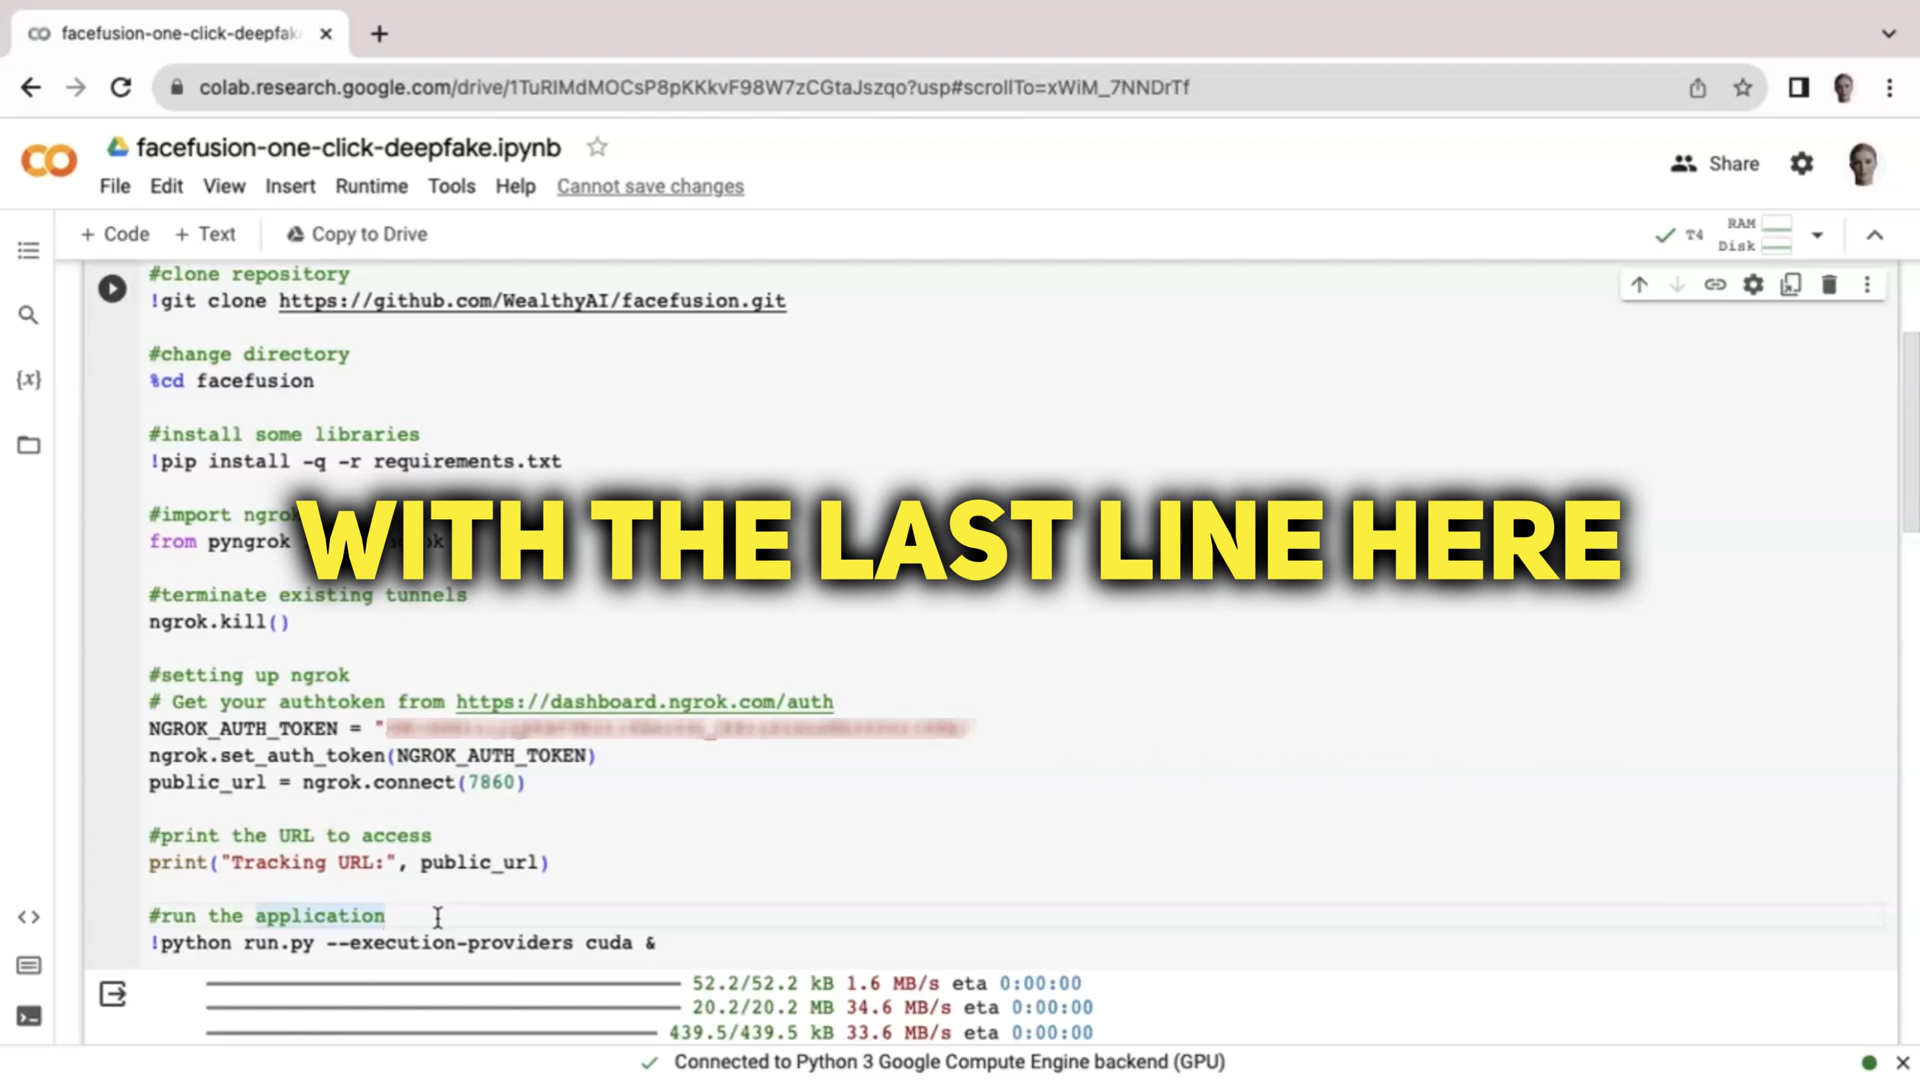 facefusion-one-click-deepfak
colab.research.google.com/drive/1TuRIMdMOCsP8pKKkvF98W7zCGtaJszqo?usp#scrollTo=xWiM_7NNDrTf
facefusion-one-click-deepfake.ipynb
Share
File Edit View Insert Runtime Tools Help Cannot save changes
+ Code + Text Copy to Drive
T4 RAM Disk
#clone repository
!git clone https://github.com/WealthyAI/facefusion.git
#change directory
%cd facefusion
#install some libraries
!pip install -q -r requirements.txt
#import ngrok
from pyngrok
WITH THE LAST LINE HERE
#terminate existing tunnels
ngrok.kill()
#setting up ngrok
# Get your authtoken from https://dashboard.ngrok.com/auth
NGROK_AUTH_TOKEN = "
ngrok.set_auth_token(NGROK_AUTH_TOKEN)
public_url = ngrok.connect(7860)
#print the URL to access
print("Tracking URL:", public_url)
#run the application
!python run.py --execution-providers cuda &
52.2/52.2 kB 1.6 MB/s eta 0:00:00
20.2/20.2 MB 34.6 MB/s eta 0:00:00
439.5/439.5 kB 33.6 MB/s eta 0:00:00
Connected to Python 3 Google Compute Engine backend (GPU)